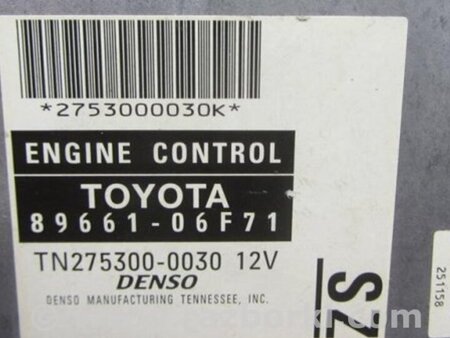 *2753000030K*
ENGINE CONTROL
TOYOTA
89661-06F71
TN275300-0030 12V
DENSO
DENSO MANUFACTURING TENNESSEE, INC.
251158